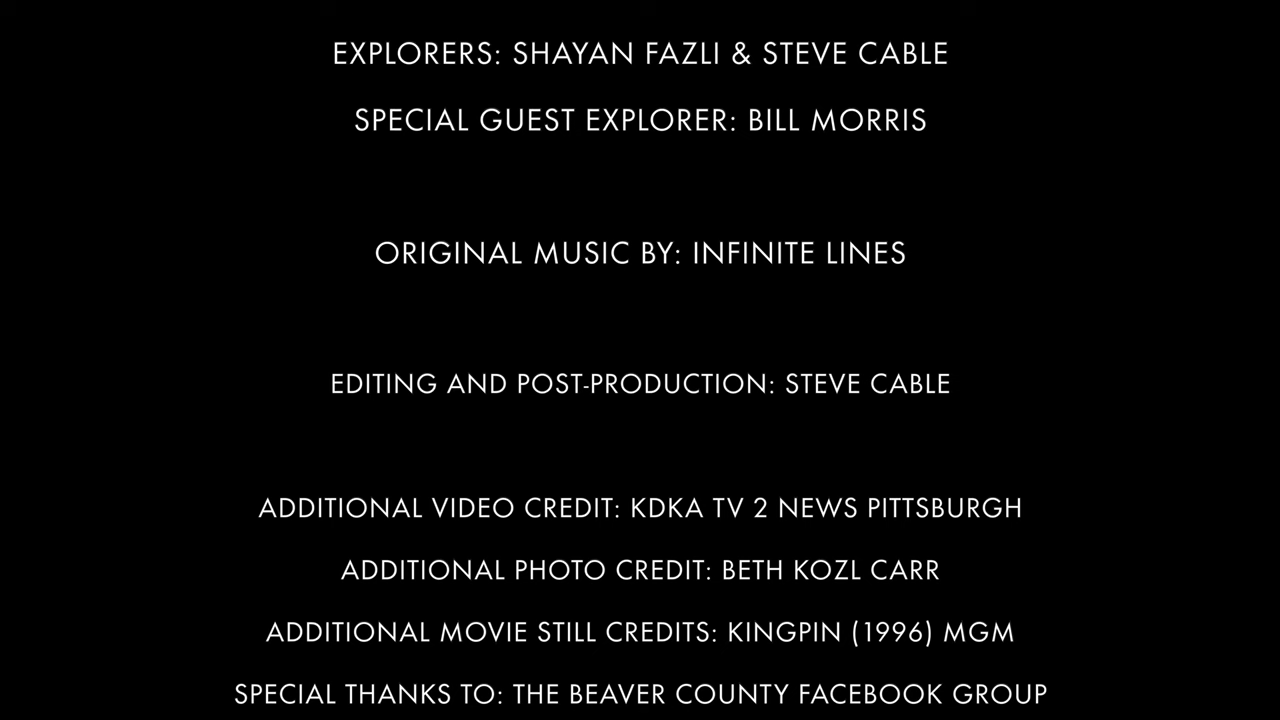 EXPLORERS: SHAYAN FAZLI & STEVE CABLE
SPECIAL GUEST EXPLORER: BILL MORRIS
ORIGINAL MUSIC BY: INFINITE LINES
EDITING AND POST-PRODUCTION: STEVE CABLE
ADDITIONAL VIDEO CREDIT: KDKA TV 2 NEWS PITTSBURGH
ADDITIONAL PHOTO CREDIT: BETH KOZL CARR
ADDITIONAL MOVIE STILL CREDITS: KINGPIN (1996) MGM
SPECIAL THANKS TO: THE BEAVER COUNTY FACEBOOK GROUP